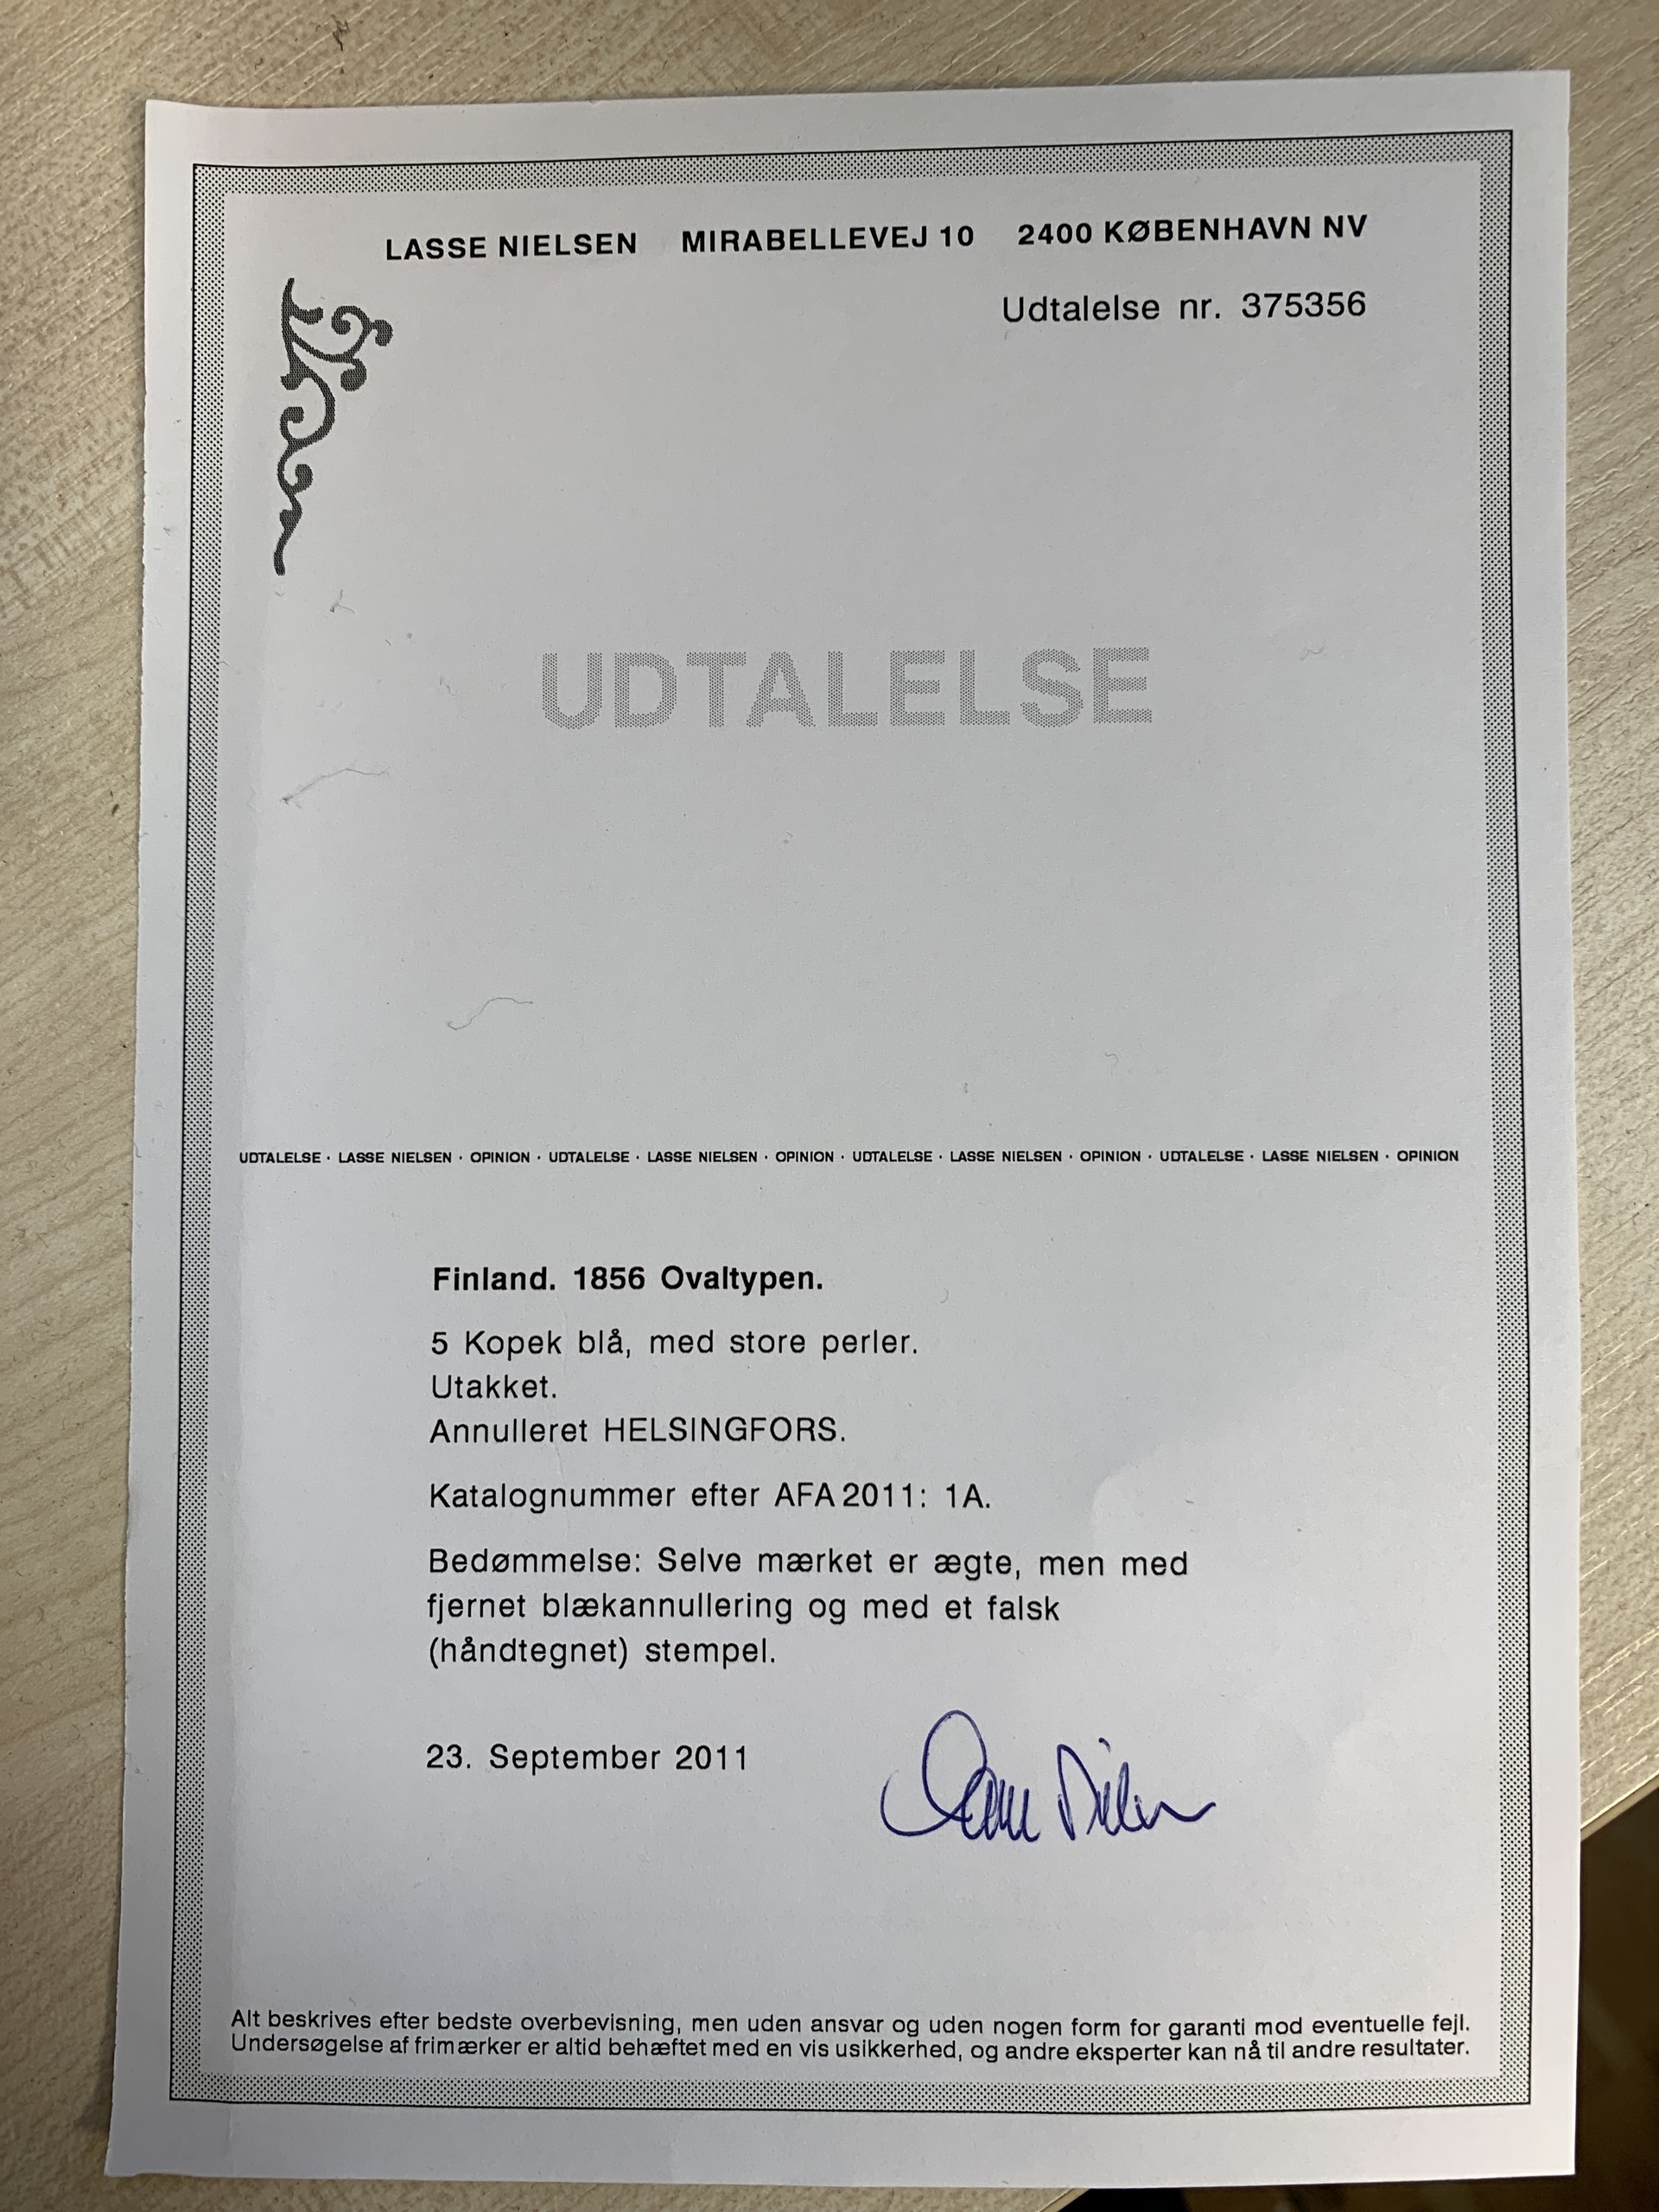 LASSE NIELSEN MIRABELLEVEJ 10 2400 KØBENHAVN NV
Udtalelse nr. 375356
UDTALELSE
UDTALELSE · LASSE NIELSEN · OPINION · UDTALELSE · LASSE NIELSEN · OPINION · UDTALELSE · LASSE NIELSEN · OPINION · UDTALELSE · LASSE NIELSEN · OPINION
Finland. 1856 Ovaltypen.
5 Kopek blå, med store perler.
Utakket.
Annulleret HELSINGFORS.
Katalognummer efter AFA 2011: 1A.
Bedømmelse: Selve mærket er ægte, men med
fjernet blækannullering og med et falsk
(håndtegnet) stempel.
23. September 2011
Lasse Nielsen
Alt beskrives efter bedste overbevisning, men uden ansvar og uden nogen form for garanti mod eventuelle fejl.
Undersøgelse af frimærker er altid behæftet med en vis usikkerhed, og andre eksperter kan nå til andre resultater.